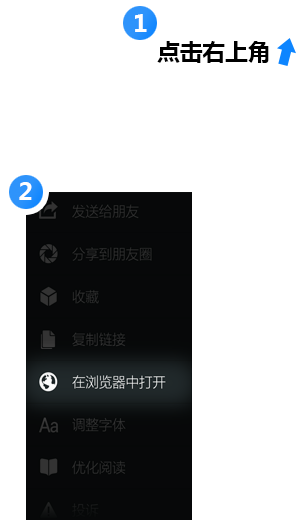 1
点击右上角
2
发送给朋友
分享到朋友圈
收藏
复制链接
在浏览器中打开
Aa 调整字体
优化阅读
投诉